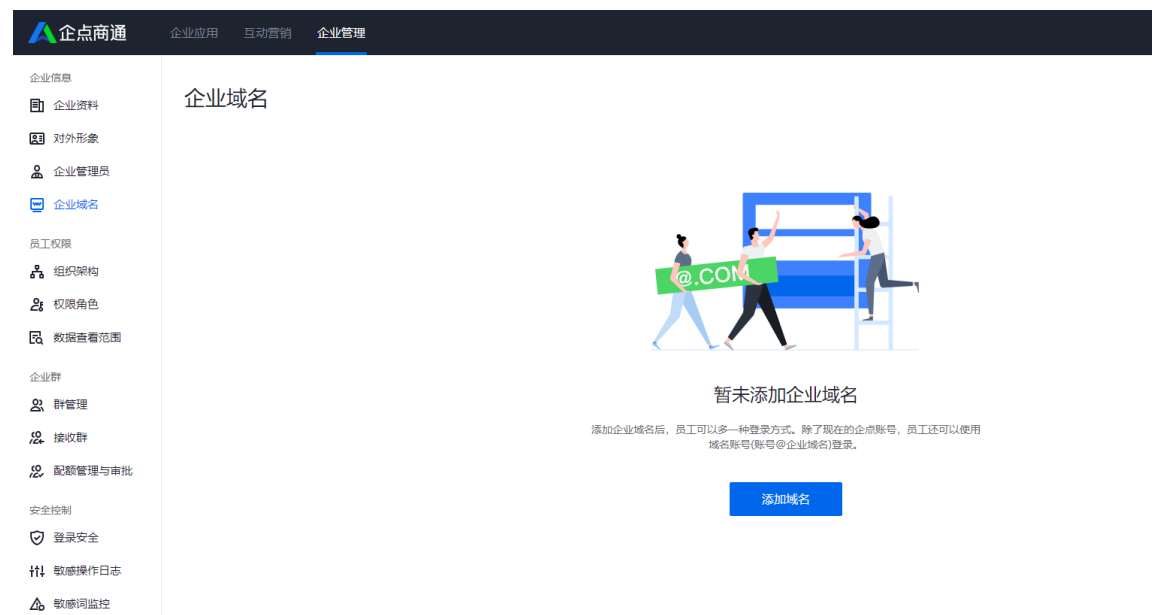 企点商通
企业应用 互动营销 企业管理
企业信息
企业资料
对外形象
企业管理员
企业域名
员工权限
组织架构
权限角色
数据查看范围
企业群
群管理
接收群
配额管理与审批
安全控制
登录安全
敏感操作日志
敏感词监控
企业域名
@.COM
暂未添加企业域名
添加企业域名后，员工可以多一种登录方式。除了现在的企点账号，员工还可以使用
域名账号(账号@企业域名)登录。
添加域名